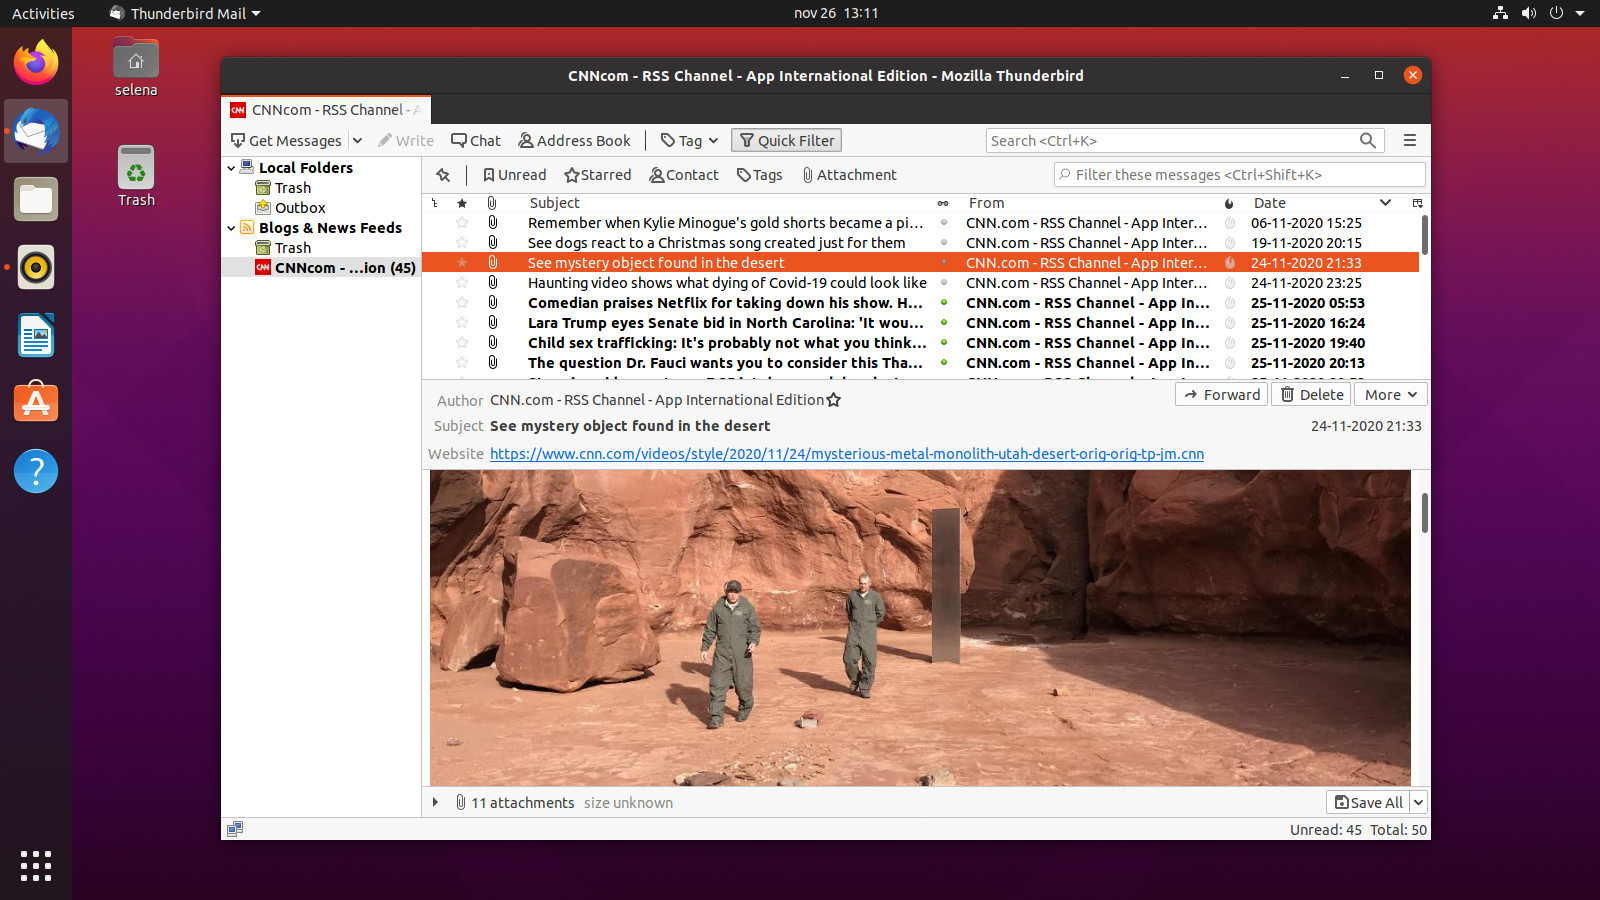 Activities Thunderbird Mail nov 26 13:11
selena
Trash
CNNcom - RSS Channel - App International Edition - Mozilla Thunderbird
CNN CNNcom - RSS Channel - A
Get Messages Write Chat Address Book Tag Quick Filter Search <Ctrl+K>
Local Folders
Trash
Outbox
Blogs & News Feeds
Trash
CNN CNNcom - ...ion (45)
Unread Starred Contact Tags Attachment Filter these messages <Ctrl+Shift+K>
Subject From Date
Remember when Kylie Minogue's gold shorts became a pi... CNN.com - RSS Channel - App Inter... 06-11-2020 15:25
See dogs react to a Christmas song created just for them CNN.com - RSS Channel - App Inter... 19-11-2020 20:15
See mystery object found in the desert CNN.com - RSS Channel - App Inter... 24-11-2020 21:33
Haunting video shows what dying of Covid-19 could look like CNN.com - RSS Channel - App Inter... 24-11-2020 23:25
Comedian praises Netflix for taking down his show. H... CNN.com - RSS Channel - App In... 25-11-2020 05:53
Lara Trump eyes Senate bid in North Carolina: 'It wou... CNN.com - RSS Channel - App In... 25-11-2020 16:24
Child sex trafficking: It's probably not what you think... CNN.com - RSS Channel - App In... 25-11-2020 19:40
The question Dr. Fauci wants you to consider this Tha... CNN.com - RSS Channel - App In... 25-11-2020 20:13
Author CNN.com - RSS Channel - App International Edition Forward Delete More
Subject See mystery object found in the desert 24-11-2020 21:33
Website https://www.cnn.com/videos/style/2020/11/24/mysterious-metal-monolith-utah-desert-orig-orig-tp-jm.cnn
11 attachments size unknown Save All
Unread: 45 Total: 50